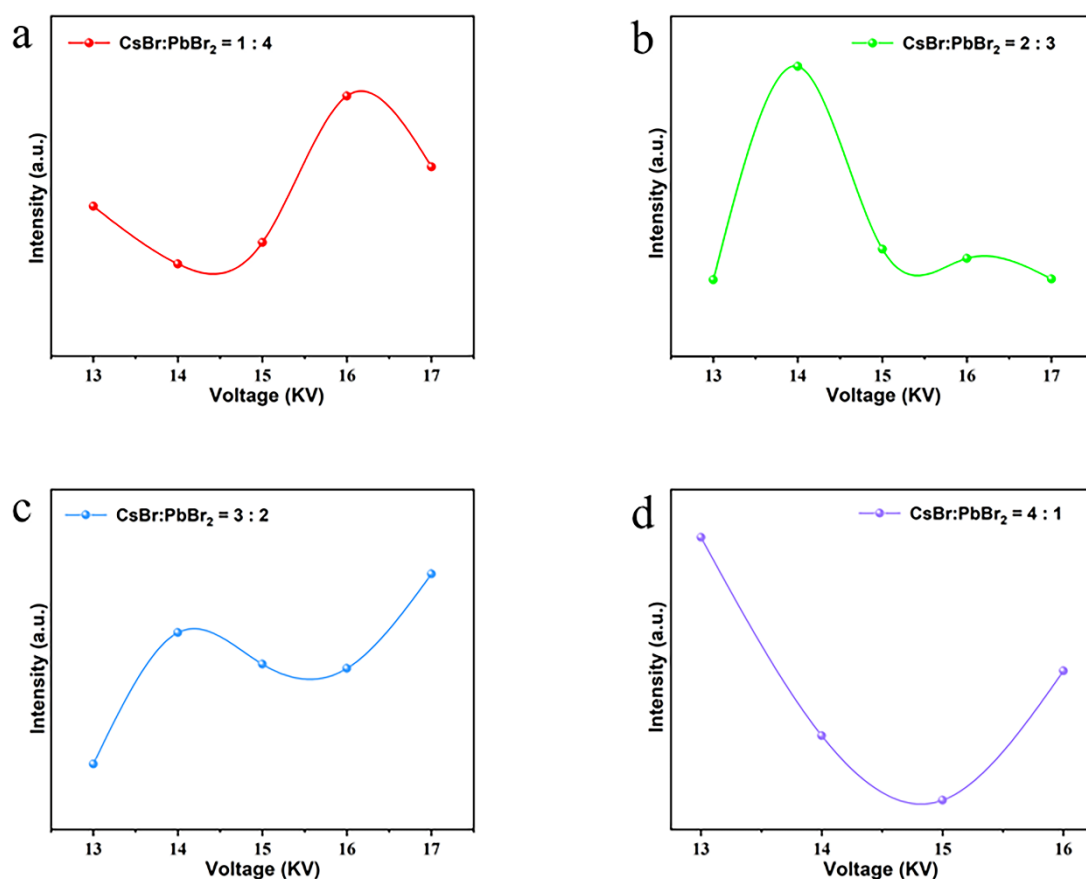 a
CsBr:PbBr₂ = 1 : 4
Intensity (a.u.)
13 14 15 16 17
Voltage (KV)
b
CsBr:PbBr₂ = 2 : 3
Intensity (a.u.)
13 14 15 16 17
Voltage (KV)
c
CsBr:PbBr₂ = 3 : 2
Intensity (a.u.)
13 14 15 16 17
Voltage (KV)
d
CsBr:PbBr₂ = 4 : 1
Intensity (a.u.)
13 14 15 16
Voltage (KV)